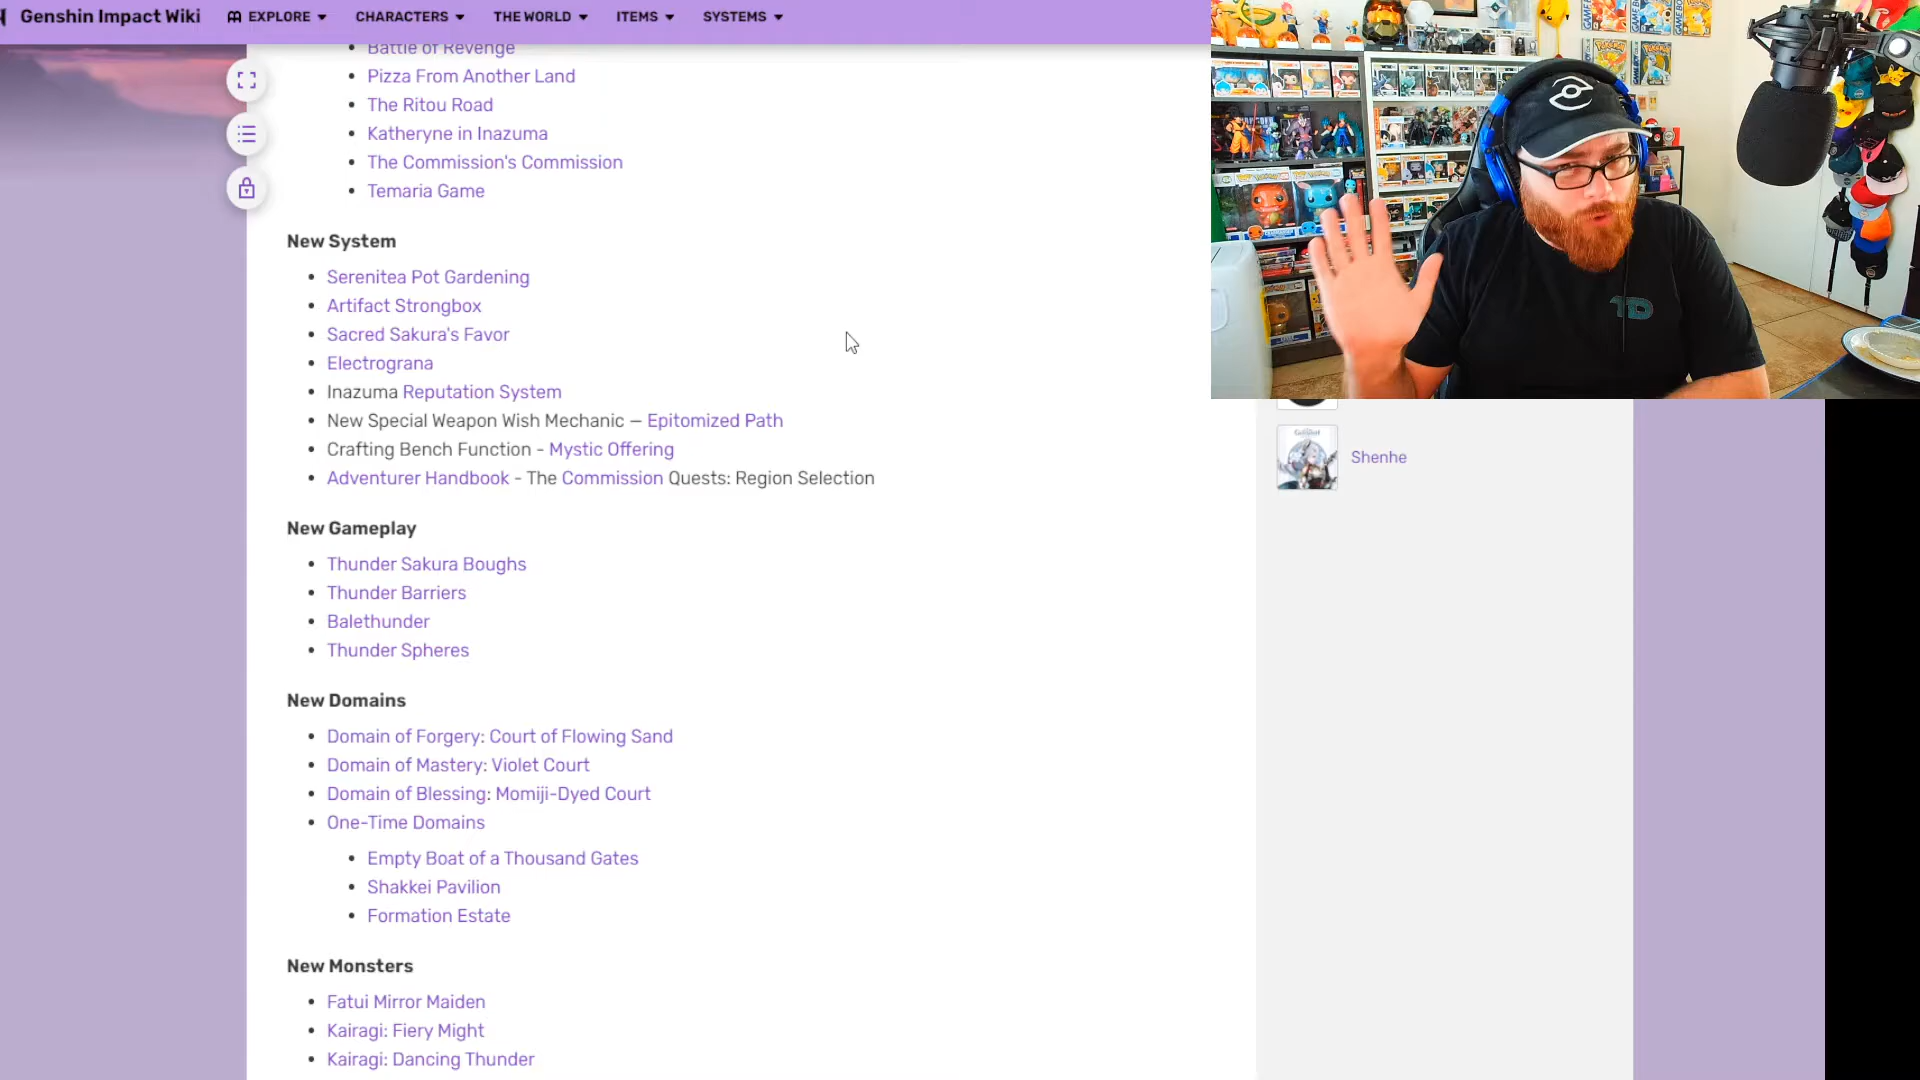 Genshin Impact Wiki EXPLORE CHARACTERS THE WORLD ITEMS SYSTEMS
Battle of Revenge
Pizza From Another Land
The Ritou Road
Katheryne in Inazuma
The Commission's Commission
Temaria Game
New System
Serenitea Pot Gardening
Artifact Strongbox
Sacred Sakura's Favor
Electrograna
Inazuma Reputation System
New Special Weapon Wish Mechanic — Epitomized Path
Crafting Bench Function - Mystic Offering
Adventurer Handbook - The Commission Quests: Region Selection
New Gameplay
Thunder Sakura Boughs
Thunder Barriers
Balethunder
Thunder Spheres
New Domains
Domain of Forgery: Court of Flowing Sand
Domain of Mastery: Violet Court
Domain of Blessing: Momiji-Dyed Court
One-Time Domains
Empty Boat of a Thousand Gates
Shakkei Pavilion
Formation Estate
New Monsters
Fatui Mirror Maiden
Kairagi: Fiery Might
Kairagi: Dancing Thunder
Shenhe
TD